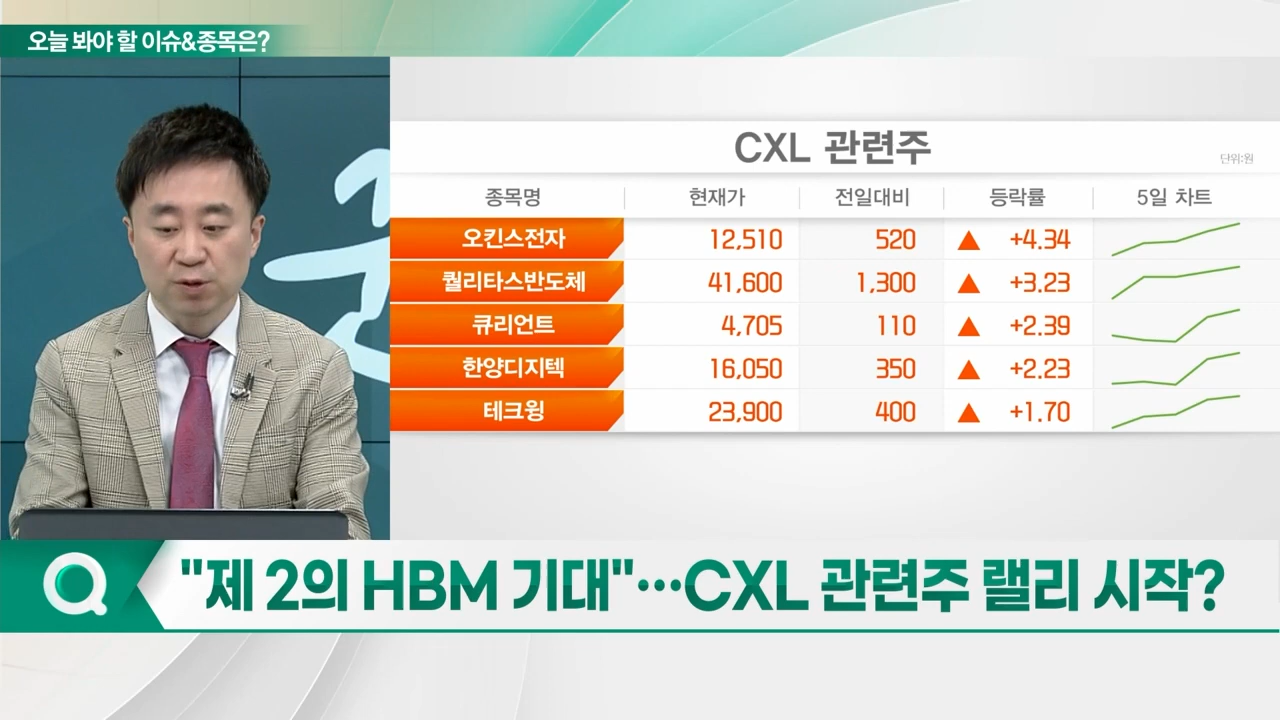 오늘 봐야 할 이슈&종목은?
CXL 관련주
단위:원
종목명 현재가 전일대비 등락률 5일 차트
오킨스전자 12,510 520 ▲ +4.34
퀄리타스반도체 41,600 1,300 ▲ +3.23
큐리언트 4,705 110 ▲ +2.39
한양디지텍 16,050 350 ▲ +2.23
테크윙 23,900 400 ▲ +1.70
"제 2의 HBM 기대"…CXL 관련주 랠리 시작?